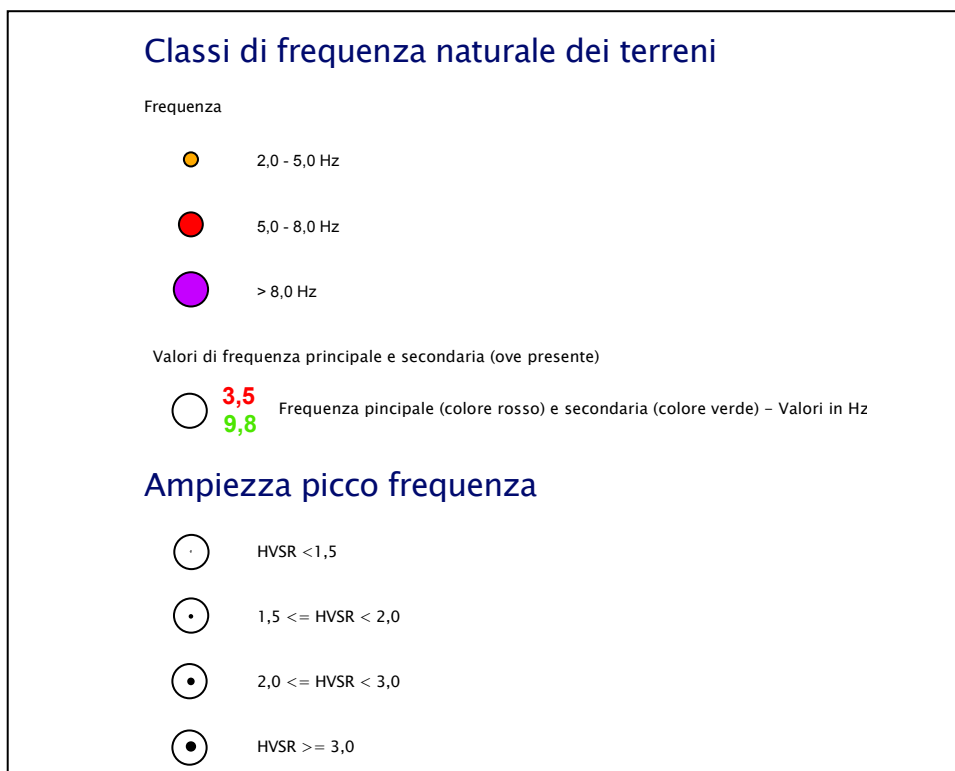 Classi di frequenza naturale dei terreni
Frequenza
2,0 - 5,0 Hz
5,0 - 8,0 Hz
> 8,0 Hz
Valori di frequenza principale e secondaria (ove presente)
3,5
9,8
Frequenza pincipale (colore rosso) e secondaria (colore verde) – Valori in Hz
Ampiezza picco frequenza
HVSR <1,5
1,5 <= HVSR < 2,0
2,0 <= HVSR < 3,0
HVSR >= 3,0